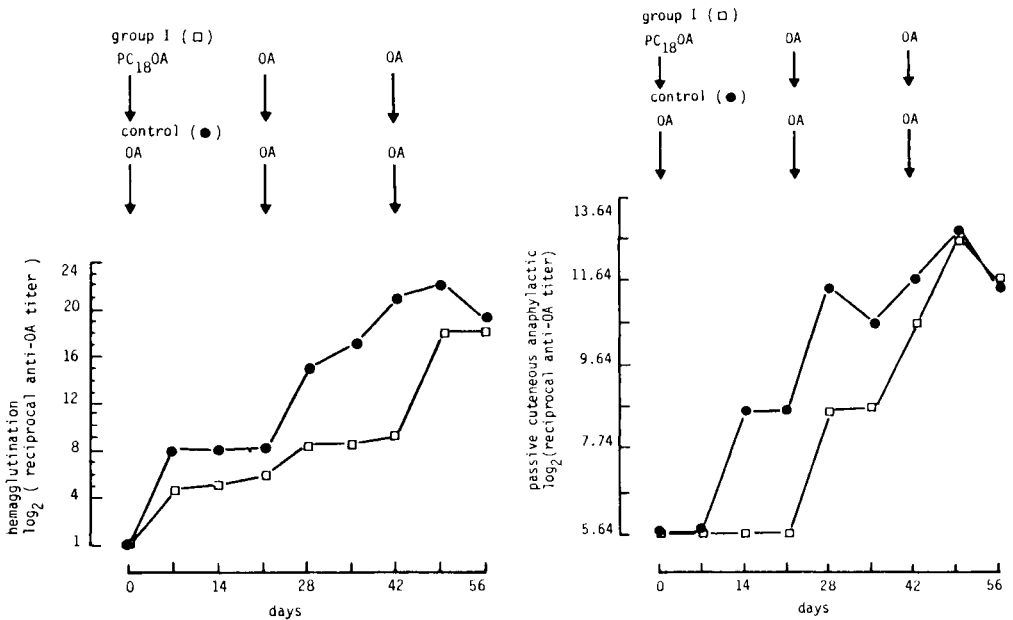 group I (□)
PC18OA OA OA
control (●)
OA OA OA
hemagglutination
log2 ( reciprocal anti-OA titer )
24
20
16
12
8
4
1
0 14 28 42 56
days
group I (□)
PC18OA OA OA
control (●)
OA OA OA
passive cuteneous anaphylactic
log2(reciprocal anti-OA titer)
13.64
11.64
9.64
7.74
5.64
0 14 28 42 56
days